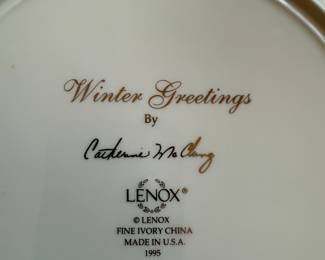 Winter Greetings
By
Catherine McClung
LENOX®
© LENOX
FINE IVORY CHINA
MADE IN U.S.A.
1995